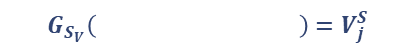 G_{S_V}( ) = V_j^S